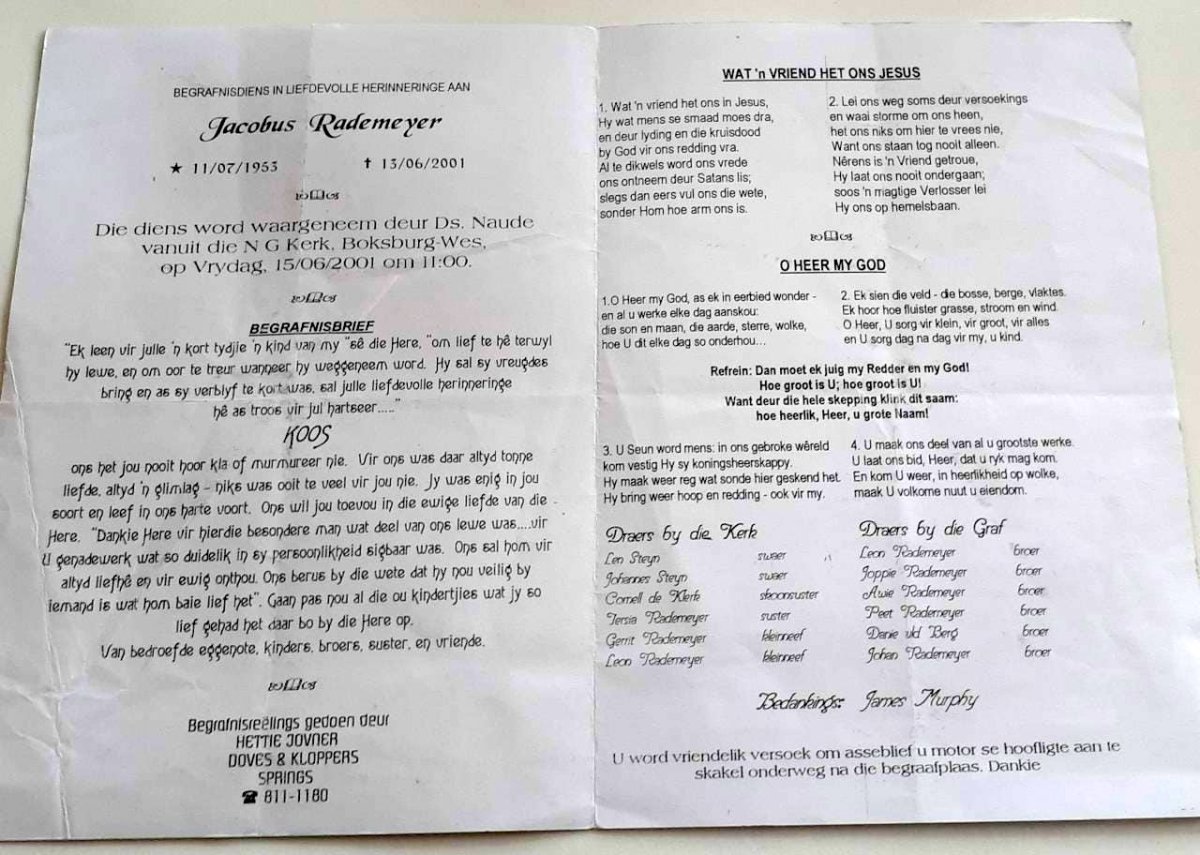 BEGRAFNISDIENS IN LIEFDEVOLLE HERINNERINGE AAN
Jacobus Rademeyer
★ 11/07/1953 † 13/06/2001
Die diens word waargeneem deur Ds. Naude
vanuit die N G Kerk, Boksburg-Wes,
op Vrydag, 15/06/2001 om 11:00.
BEGRAFNISBRIEF
"Ek leen vir julle 'n kort tydjie 'n kind van my "sê die Here, "om lief te hê terwyl
hy lewe, en om oor te treur wanneer hy weggeneem word. Hy sal sy vreugdes
bring en as sy verblyf te kort was, sal julle liefdevolle herinneringe
hê as troos vir jul hartseer....."
KOOS
ons het jou nooit hoor kla of murmureer nie. Vir ons was daar altyd tonne
liefde, altyd 'n glimlag - niks was ooit te veel vir jou nie. Jy was enig in jou
soort en leef in ons harte voort. Ons wil jou toevou in die ewige liefde van die
Here. "Dankie Here vir hierdie besondere man wat deel van ons lewe was....vir
U genadewerk wat so duidelik in sy persoonlikheid sigbaar was. Ons sal hom vir
altyd liefhê en vir ewig onthou. Ons berus by die wete dat hy nou veilig by
iemand is wat hom baie lief het". Gaan pas nou al die ou kindertjies wat jy so
lief gehad het daar bo by die Here op.
Van bedroefde eggenote, kinders, broers, suster, en vriende.
Begrafnisreëlings gedoen deur
HETTIE JOVNER
DOVES & KLOPPERS
SPRINGS
☎ 811-1180
WAT 'n VRIEND HET ONS JESUS
1. Wat 'n vriend het ons in Jesus,
Hy wat mense se smaad moes dra,
en deur lyding en die kruisdood
by God vir ons redding vra.
Al te dikwels word ons vrede
ons ontneem deur Satans lis;
slegs dan eers vul ons die wete,
sonder Hom hoe arm ons is.
2. Lei ons weg soms deur versoekings
en waai storme om ons heen,
het ons niks om hier te vrees nie,
Want ons staan tog nooit alleen.
Nêrens is 'n Vriend getroue,
Hy laat ons nooit ondergaan;
soos 'n magtige Verlosser lei
Hy ons op hemelsbaan.
O HEER MY GOD
1.O Heer my God, as ek in eerbied wonder -
en al u werke elke dag aanskou:
die son en maan, die aarde, sterre, wolke,
hoe U dit elke dag so onderhou...
2. Ek sien die veld - die bosse, berge, vlaktes.
Ek hoor hoe fluister grasse, stroom en wind.
O Heer, U sorg vir klein, vir groot, vir alles
en U sorg dag na dag vir my, u kind.
Refrein: Dan moet ek juig my Redder en my God!
Hoe groot is U; hoe groot is U!
Want deur die hele skepping klink dit saam:
hoe heerlik, Heer, u grote Naam!
3. U Seun word mens: in ons gebroke wêreld
kom vestig Hy sy koningsheerskappy.
Hy maak weer reg wat sonde hier geskend het.
Hy bring weer hoop en redding - ook vir my.
4. U maak ons deel van al u grootste werke.
U laat ons bid, Heer, dat u ryk mag kom.
En kom U weer, in heerlikheid op wolke,
maak U volkome nuut u eiendom.
Draers by die Kerk
Len Steyn swaer
Johannes Steyn swaer
Cornell de Klerk skoonsuster
Tersia Rademeyer suster
Gerrit Rademeyer kleinneef
Leon Rademeyer kleinneef
Draers by die Graf
Leon Rademeyer broer
Joppie Rademeyer broer
Awie Rademeyer broer
Peet Rademeyer broer
Danie vld Berg broer
Johan Rademeyer broer
Bedankings: James Murphy
U word vriendelik versoek om asseblief u motor se hoofligte aan te
skakel onderweg na die begraafplaas. Dankie